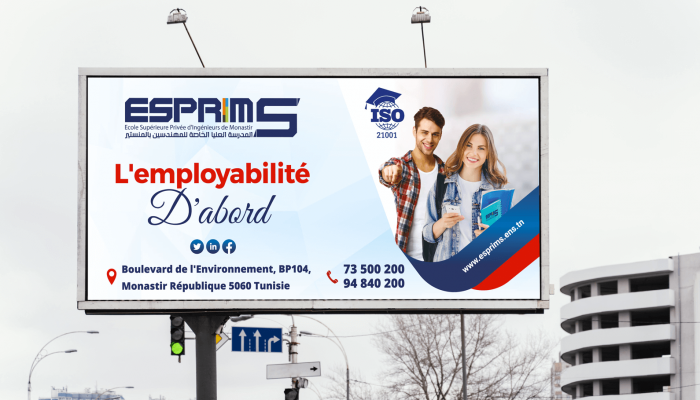 ESPRIMS
Ecole Supérieure Privée d'Ingénieurs de Monastir
المدرسة العليا الخاصة للمهندسين بالمنستير
ISO
21001
L'employabilité
D'abord
Boulevard de l'Environnement, BP104,
Monastir République 5060 Tunisie
73 500 200
94 840 200
www.esprims.ens.tn